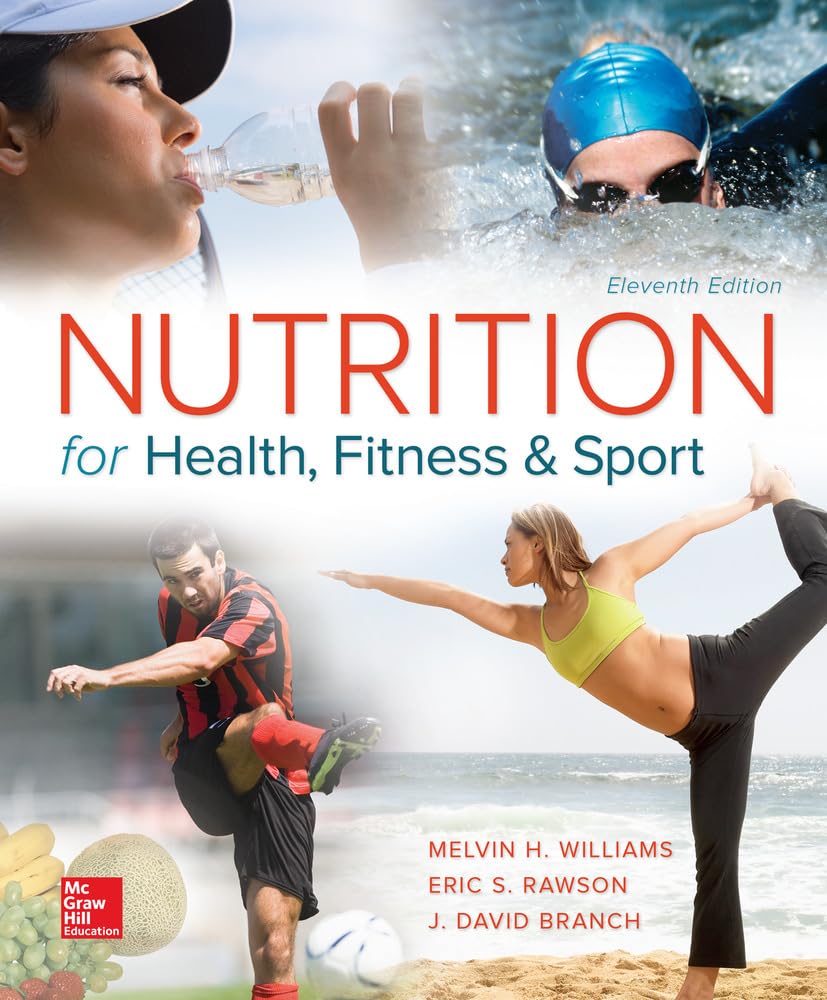 Eleventh Edition
NUTRITION
for Health, Fitness & Sport
MELVIN H. WILLIAMS
ERIC S. RAWSON
J. DAVID BRANCH
Mc
Graw
Hill
Education